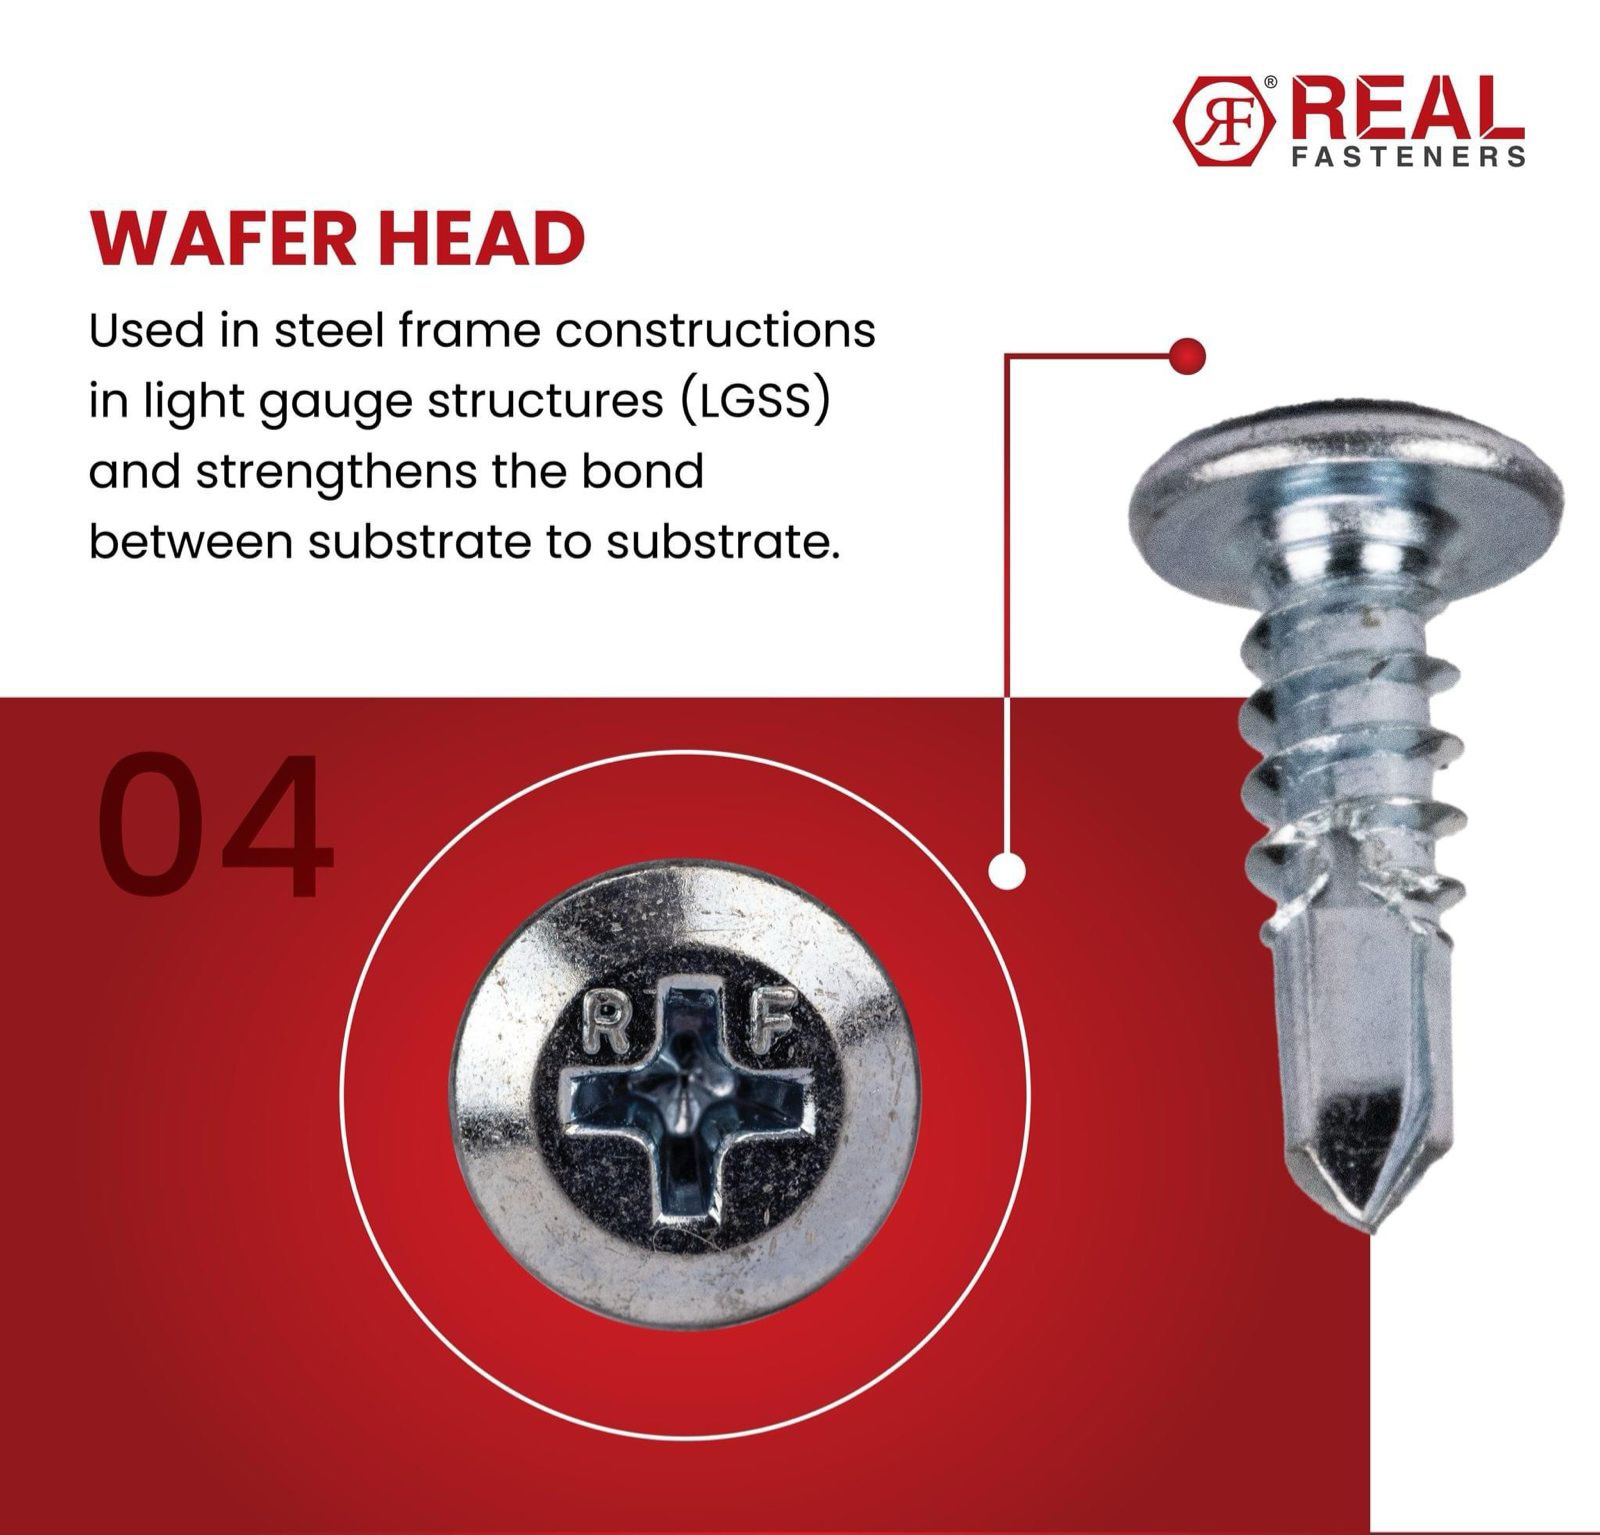 RF® REAL
FASTENERS
WAFER HEAD
Used in steel frame constructions
in light gauge structures (LGSS)
and strengthens the bond
between substrate to substrate.
04
R F